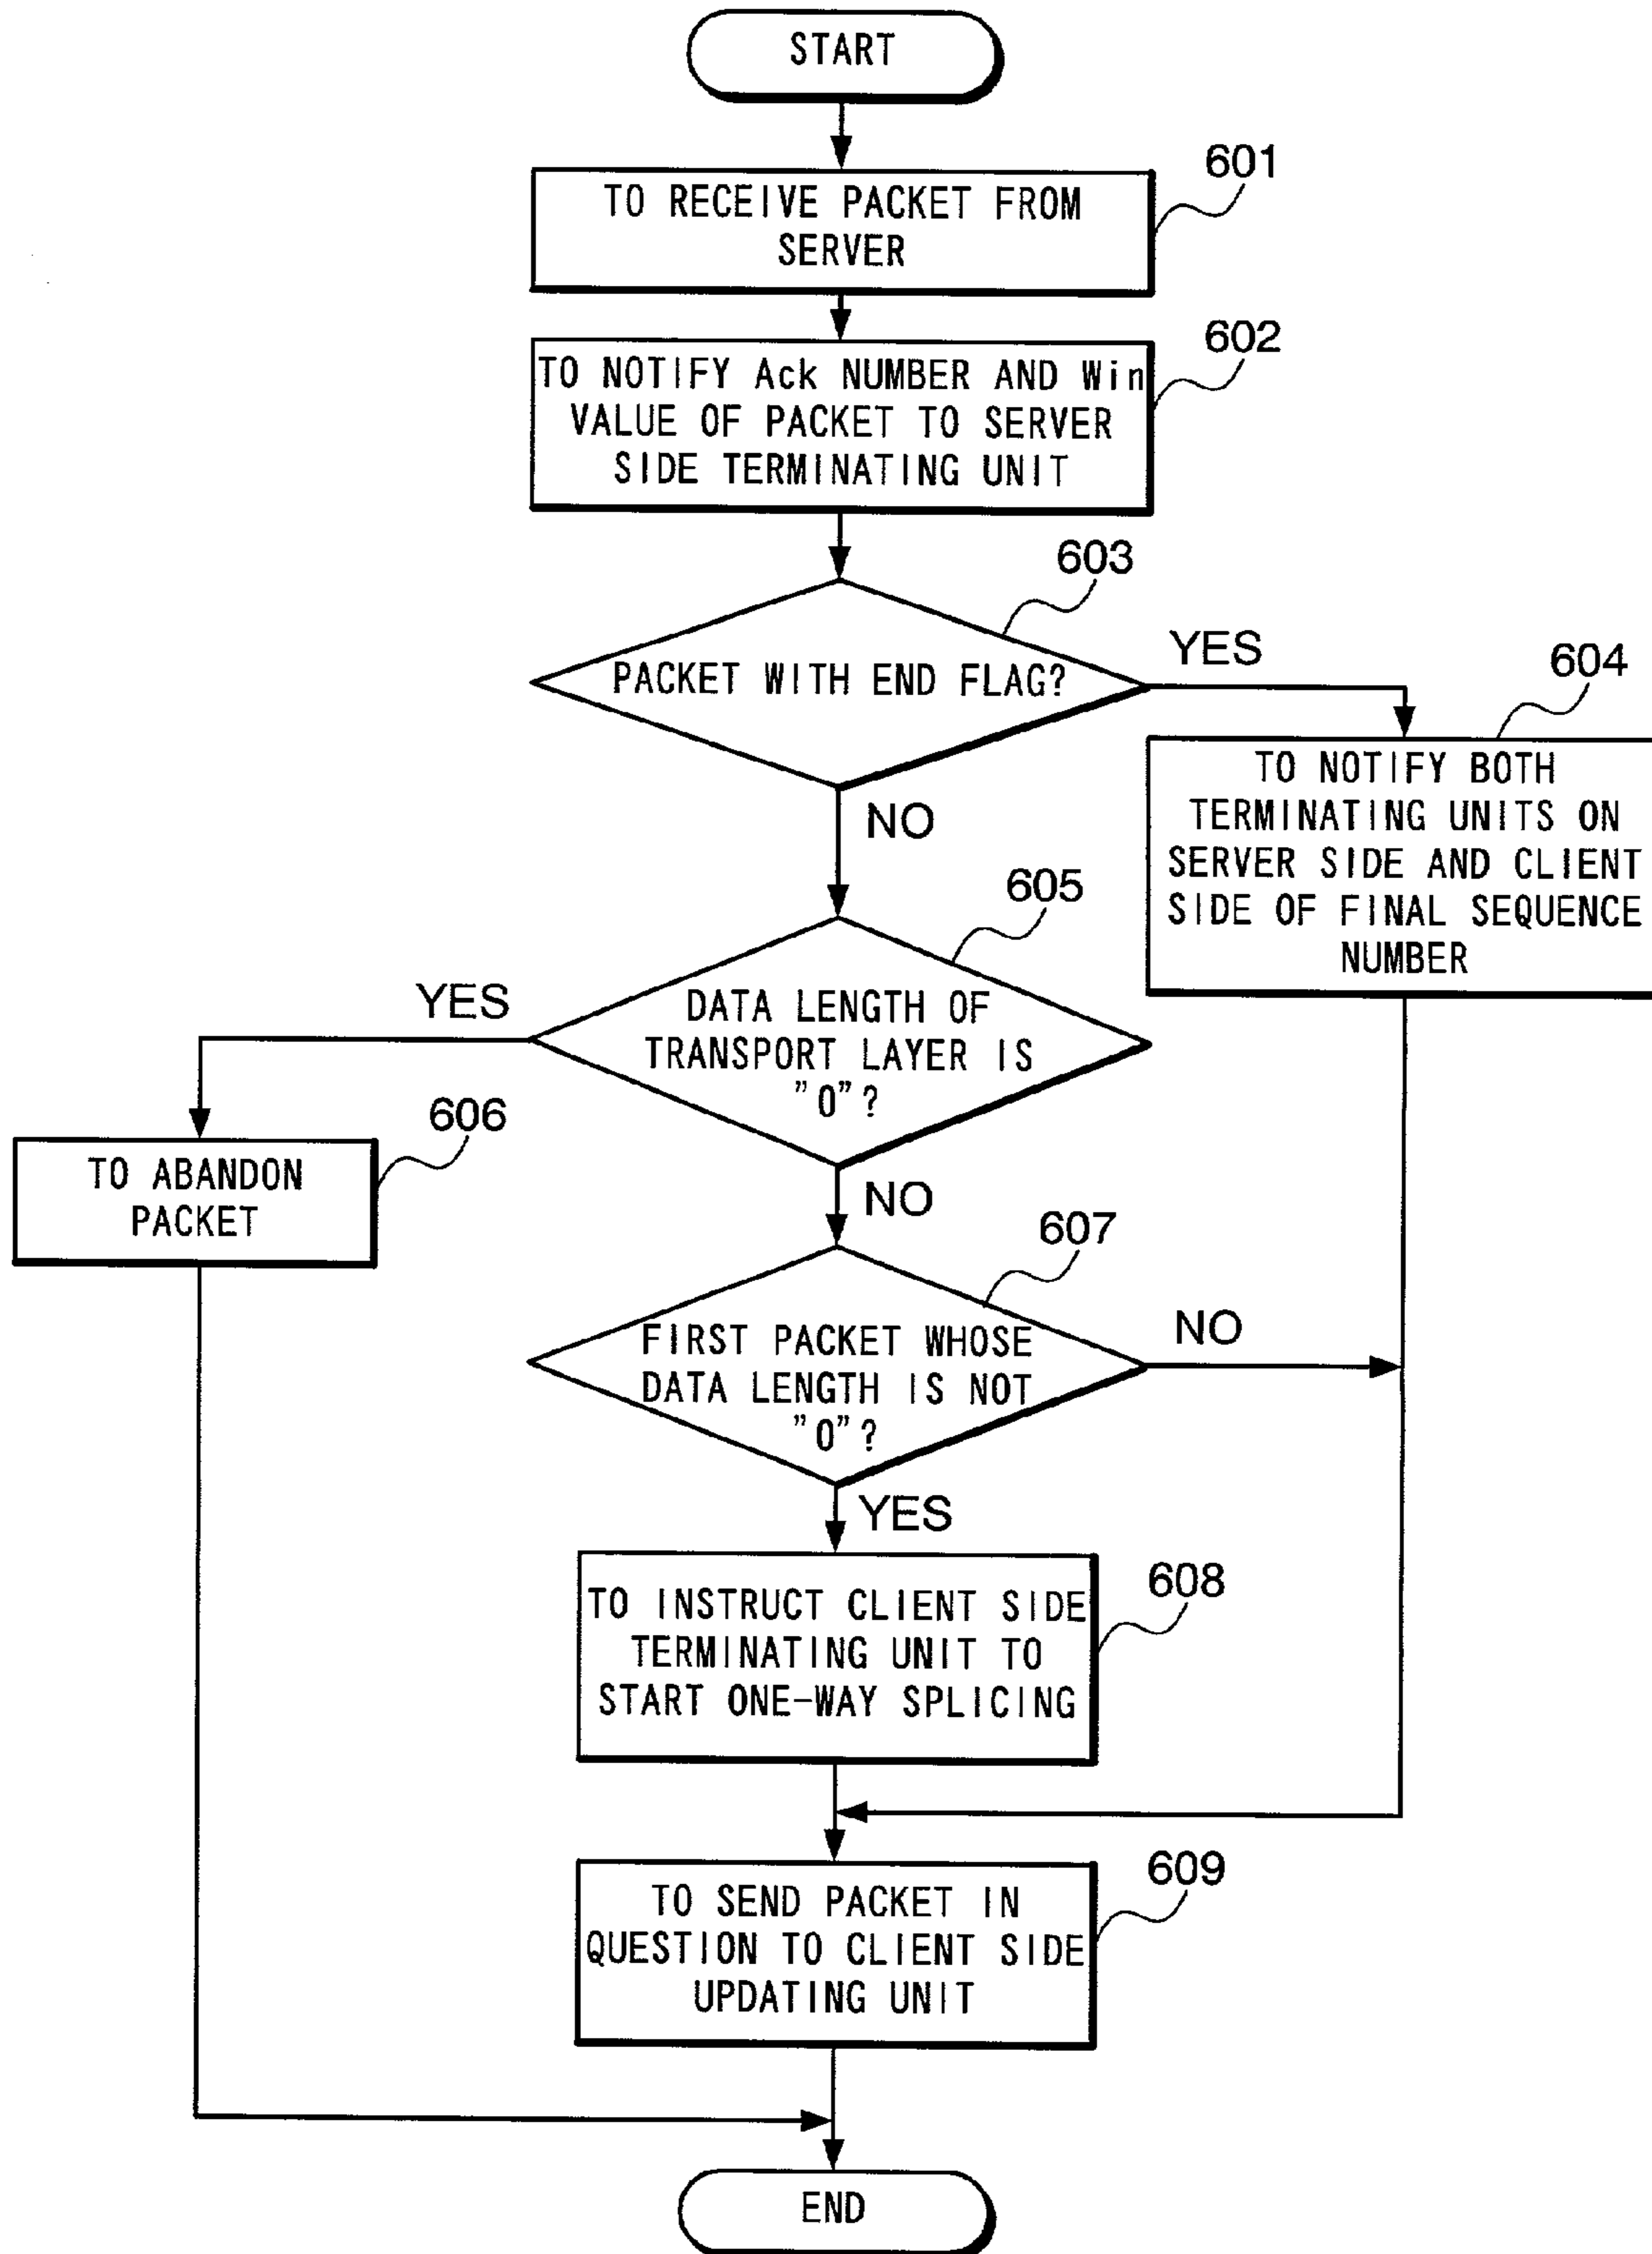 START
601
TO RECEIVE PACKET FROM
SERVER
602
TO NOTIFY Ack NUMBER AND Win
VALUE OF PACKET TO SERVER
SIDE TERMINATING UNIT
603
PACKET WITH END FLAG?
YES
604
TO NOTIFY BOTH
TERMINATING UNITS ON
SERVER SIDE AND CLIENT
SIDE OF FINAL SEQUENCE
NUMBER
NO
605
DATA LENGTH OF
TRANSPORT LAYER IS
"0"?
YES
606
TO ABANDON
PACKET
NO
607
FIRST PACKET WHOSE
DATA LENGTH IS NOT
"0"?
NO
YES
608
TO INSTRUCT CLIENT SIDE
TERMINATING UNIT TO
START ONE-WAY SPLICING
609
TO SEND PACKET IN
QUESTION TO CLIENT SIDE
UPDATING UNIT
END